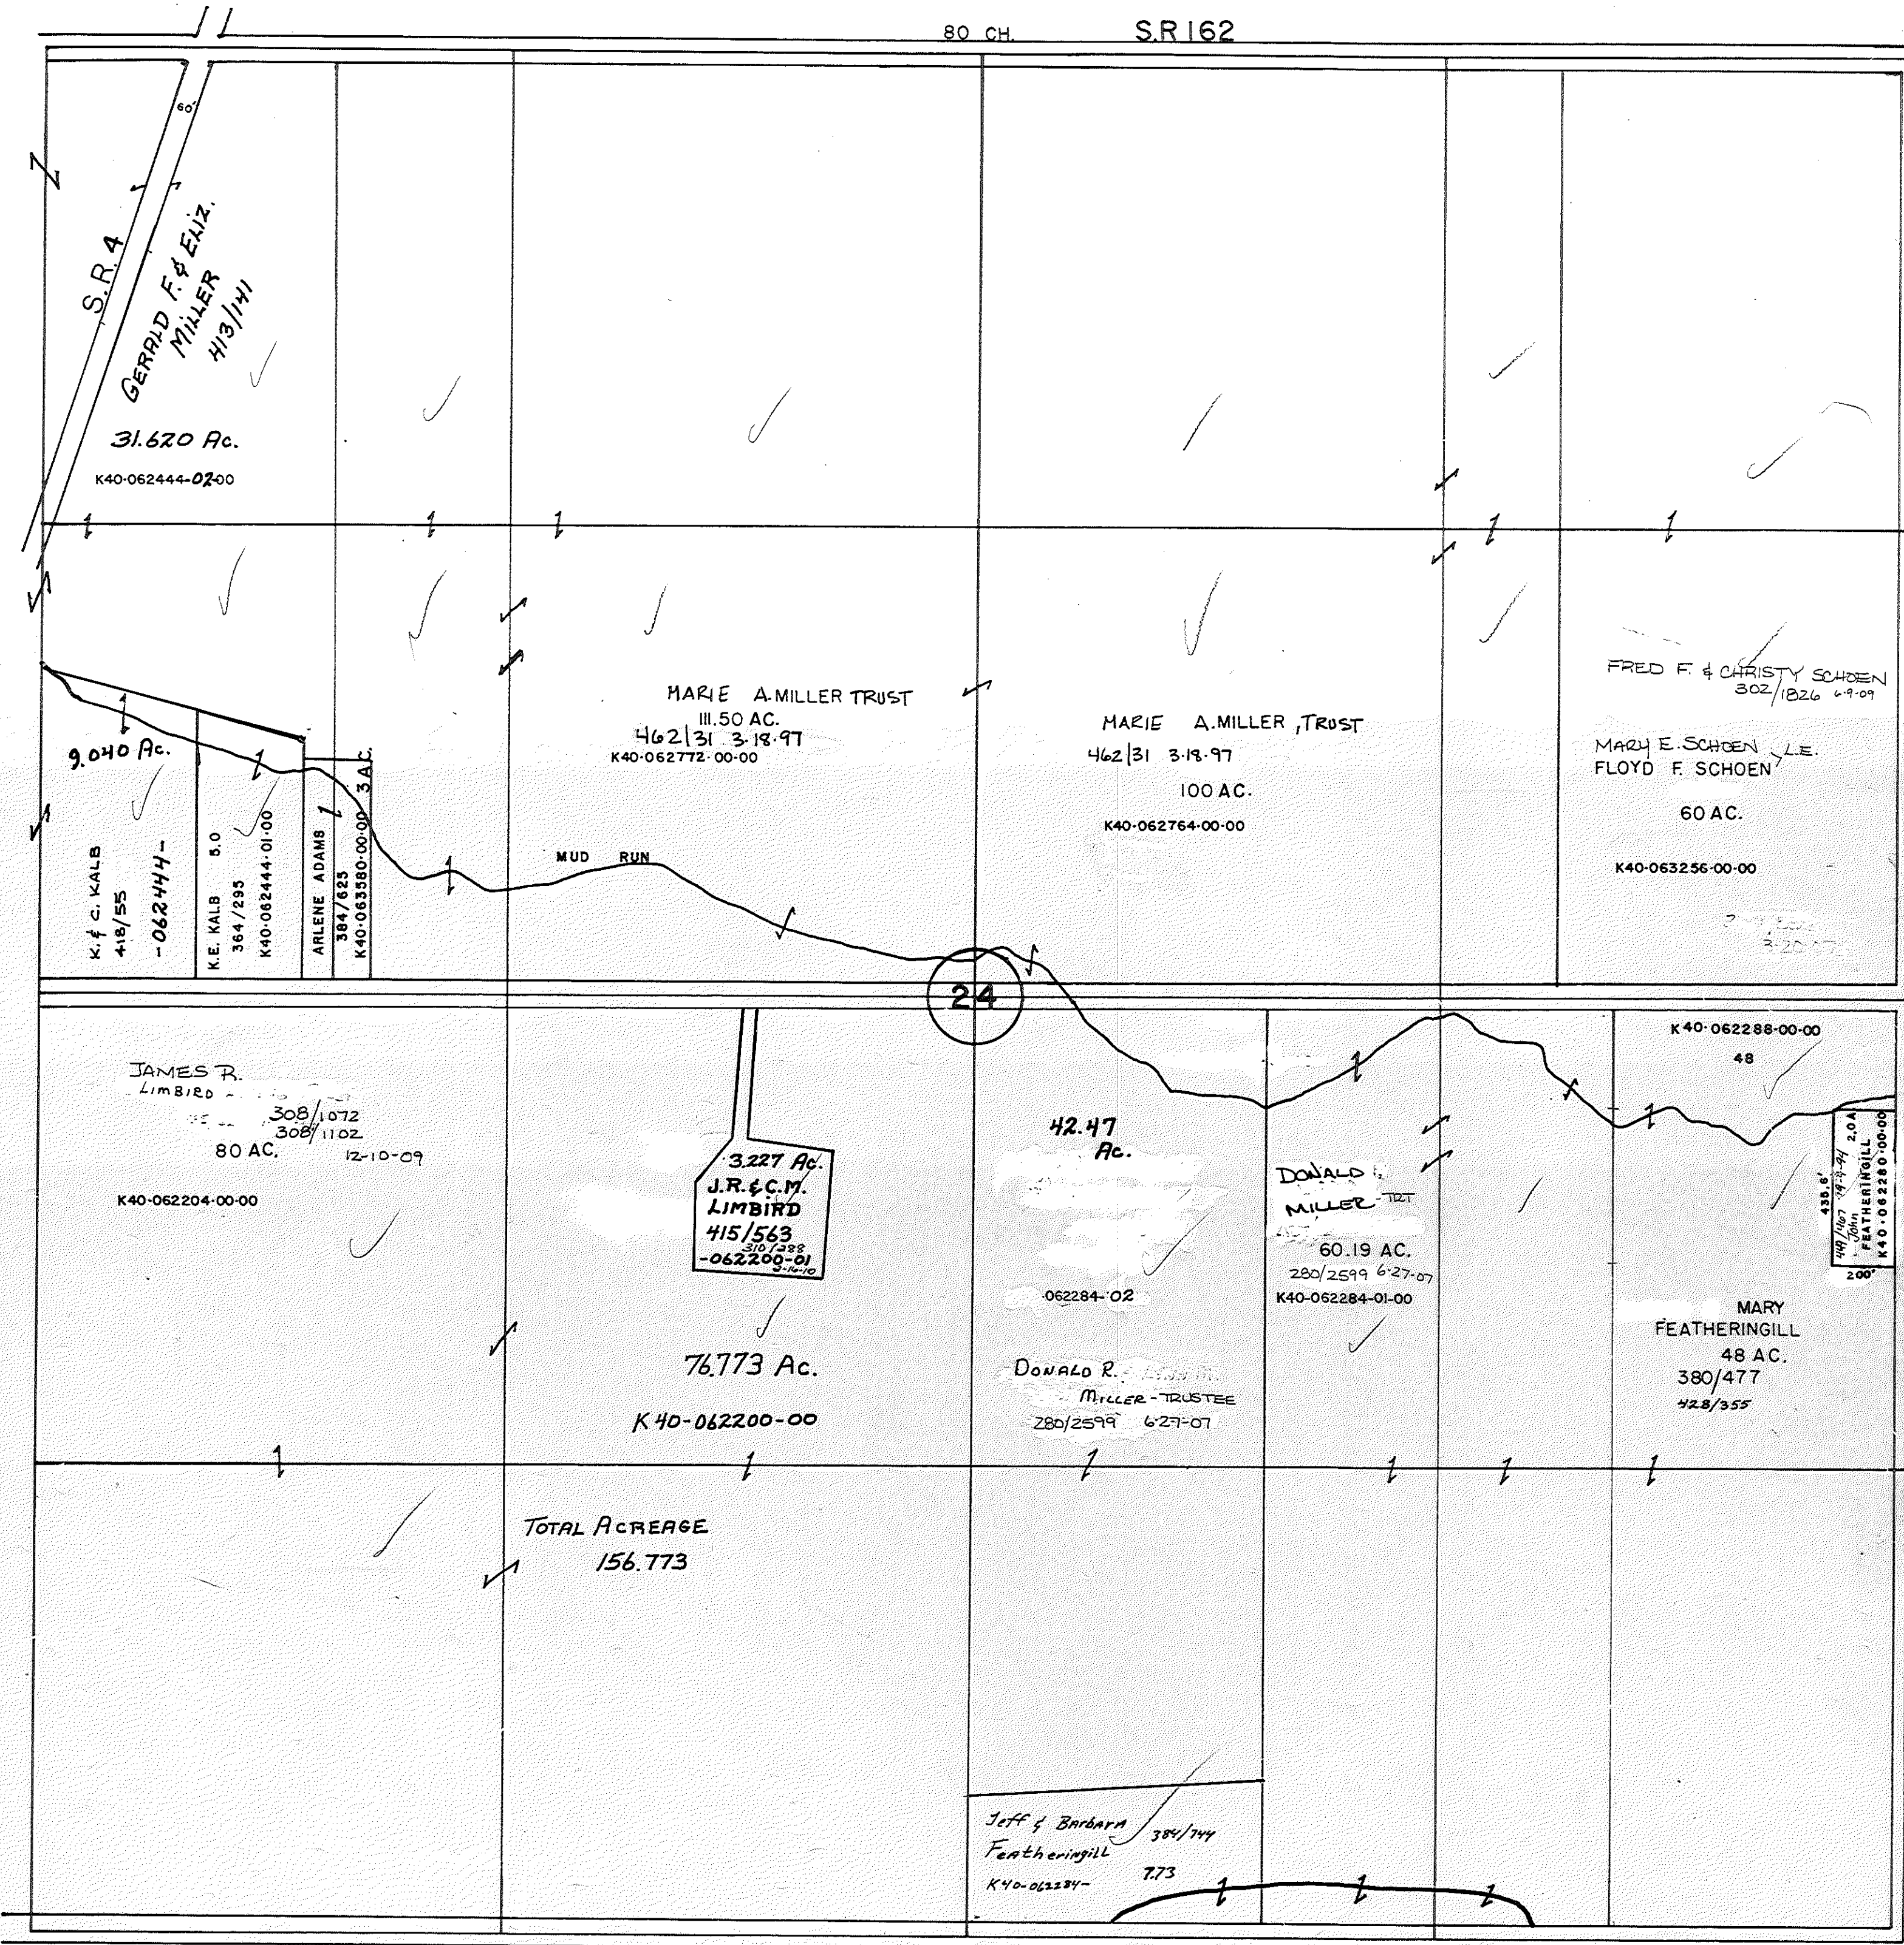 80 CH.
S.R 162
60'
S.R. 4
GERALD F. & ELIZ.
MILLER
413/141
31.620 Ac.
K40-062444-02-00
9.040 Ac.
K. & C. KALB
418/55
-062444-
K.E. KALB 5.0
364/295
K40-062444-01-00
ARLENE ADAMS
384/625
K40-063580-00-00 3 AC.
MARIE A. MILLER TRUST
111.50 AC.
462/31 3-18-97
K40-062772-00-00
MUD RUN
MARIE A. MILLER, TRUST
462/31 3-18-97
100 AC.
K40-062764-00-00
FRED F. & CHRISTY SCHOEN
302/1826 6-9-09
MARY E. SCHOEN L.E.
FLOYD F. SCHOEN
60 AC.
K40-063256-00-00
24
JAMES R.
LIMBIRD
308/1072
308/1102
80 AC. 12-10-09
K40-062204-00-00
3.227 Ac.
J.R. & C.M.
LIMBIRD
415/563
310/288
-062200-01
76.773 Ac.
K40-062200-00
TOTAL ACREAGE
156.773
42.47
Ac.
-062284-02
DONALD R.
MILLER-TRUSTEE
280/2599 6-27-07
DONALD
MILLER TRT
60.19 AC.
280/2599 6-27-07
K40-062284-01-00
K40-062288-00-00
48
435.6'
449/467 2.0 A
John
FEATHERINGILL
K40-062280-00-00
200'
MARY
FEATHERINGILL
48 AC.
380/477
428/355
Jeff & Barbara
Featheringill
384/744
K40-062284-
7.73